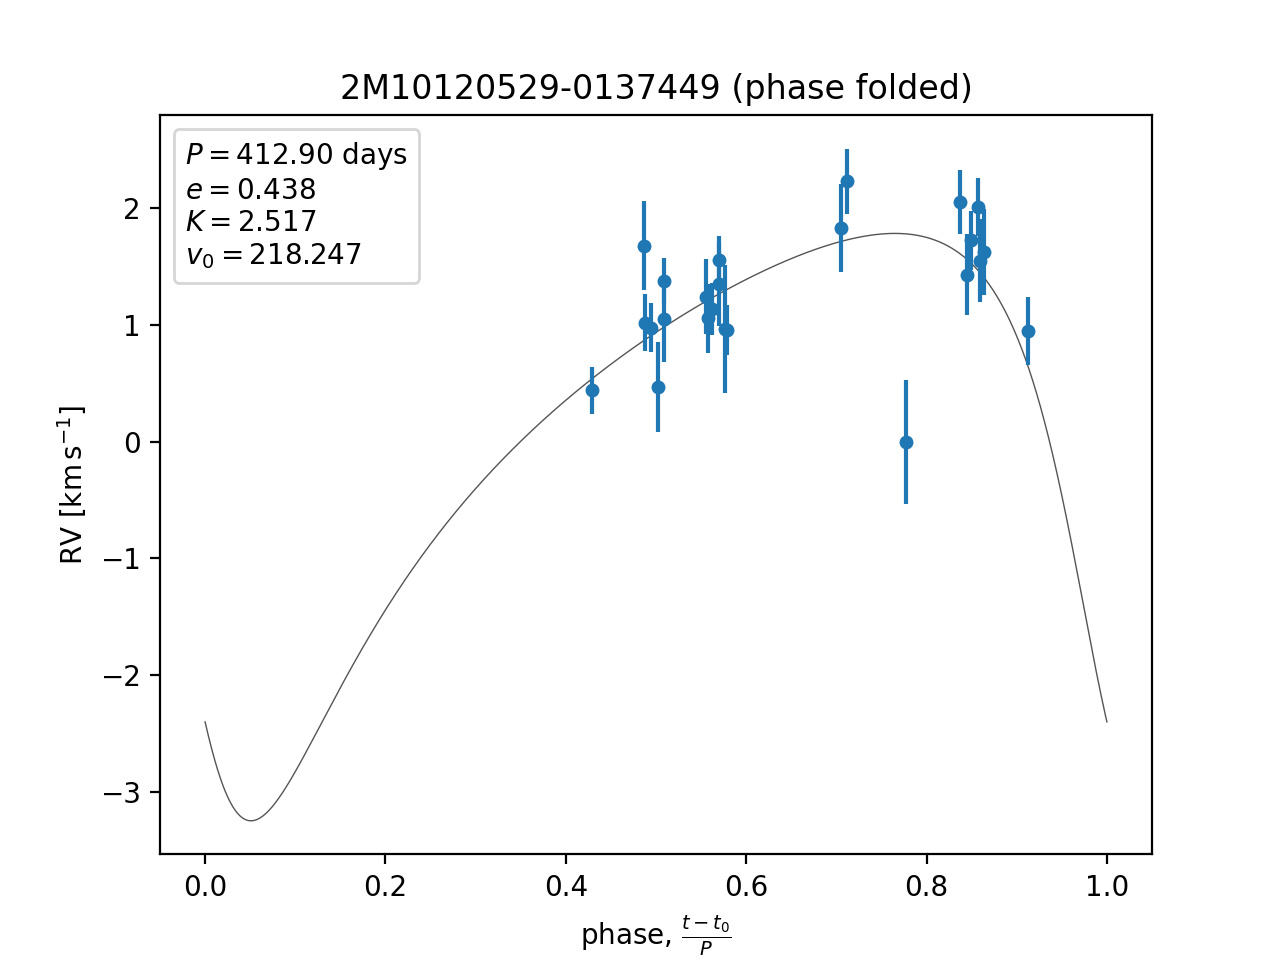 2M10120529-0137449 (phase folded)
P = 412.90 days
e = 0.438
K = 2.517
v₀ = 218.247
RV [km s⁻¹]
2
1
0
−1
−2
−3
0.0 0.2 0.4 0.6 0.8 1.0
phase, (t − t₀)/P